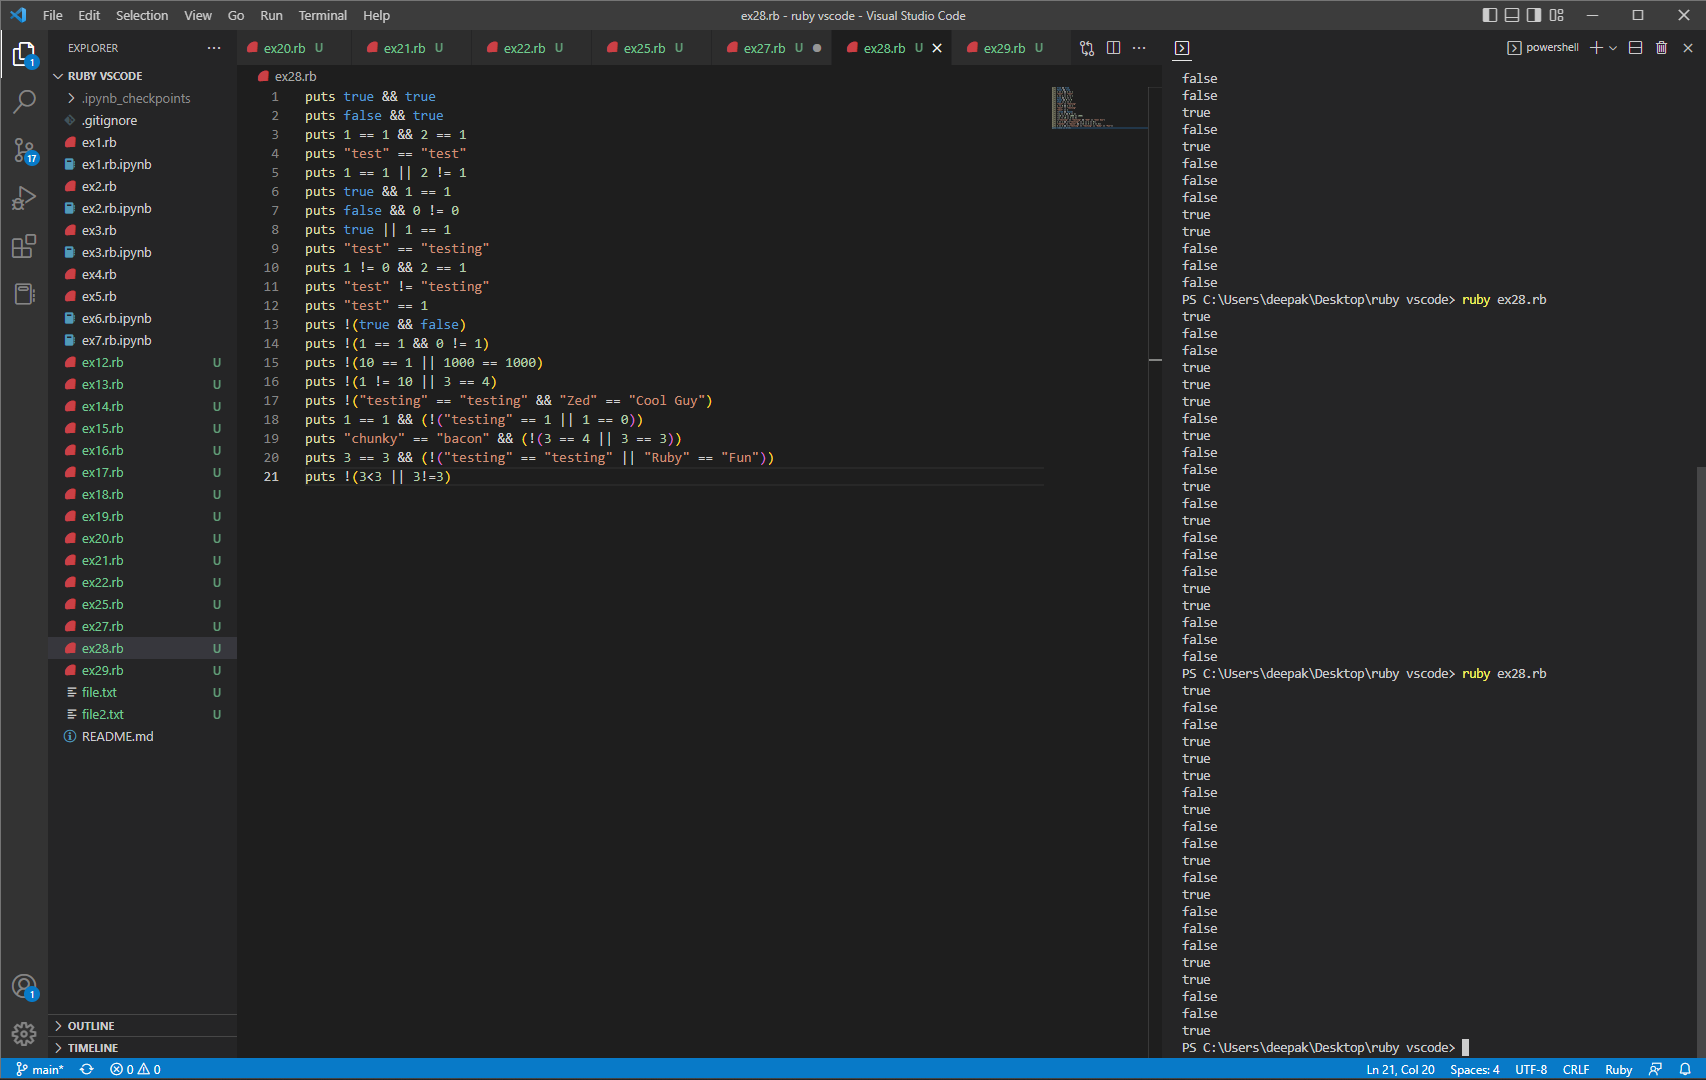 File Edit Selection View Go Run Terminal Help
ex28.rb - ruby vscode - Visual Studio Code
EXPLORER
RUBY VSCODE
.ipynb_checkpoints
.gitignore
ex1.rb
ex1.rb.ipynb
ex2.rb
ex2.rb.ipynb
ex3.rb
ex3.rb.ipynb
ex4.rb
ex5.rb
ex6.rb.ipynb
ex7.rb.ipynb
ex12.rb U
ex13.rb U
ex14.rb U
ex15.rb U
ex16.rb U
ex17.rb U
ex18.rb U
ex19.rb U
ex20.rb U
ex21.rb U
ex22.rb U
ex25.rb U
ex27.rb U
ex28.rb U
ex29.rb U
file.txt U
file2.txt U
README.md
OUTLINE
TIMELINE
1
17
1
ex20.rb U ex21.rb U ex22.rb U ex25.rb U ex27.rb U ex28.rb U ex29.rb U
ex28.rb
1 puts true && true
2 puts false && true
3 puts 1 == 1 && 2 == 1
4 puts "test" == "test"
5 puts 1 == 1 || 2 != 1
6 puts true && 1 == 1
7 puts false && 0 != 0
8 puts true || 1 == 1
9 puts "test" == "testing"
10 puts 1 != 0 && 2 == 1
11 puts "test" != "testing"
12 puts "test" == 1
13 puts !(true && false)
14 puts !(1 == 1 && 0 != 1)
15 puts !(10 == 1 || 1000 == 1000)
16 puts !(1 != 10 || 3 == 4)
17 puts !("testing" == "testing" && "Zed" == "Cool Guy")
18 puts 1 == 1 && (!("testing" == 1 || 1 == 0))
19 puts "chunky" == "bacon" && (!(3 == 4 || 3 == 3))
20 puts 3 == 3 && (!("testing" == "testing" || "Ruby" == "Fun"))
21 puts !(3<3 || 3!=3)
powershell
false
false
true
false
true
false
false
false
true
true
false
false
false
PS C:\Users\deepak\Desktop\ruby vscode> ruby ex28.rb
true
false
false
true
true
true
false
true
false
false
true
false
true
false
false
false
true
true
false
false
false
PS C:\Users\deepak\Desktop\ruby vscode> ruby ex28.rb
true
false
false
true
true
true
false
true
false
false
true
false
true
false
false
false
true
true
false
false
true
PS C:\Users\deepak\Desktop\ruby vscode>
main* 0 0
Ln 21, Col 20 Spaces: 4 UTF-8 CRLF Ruby